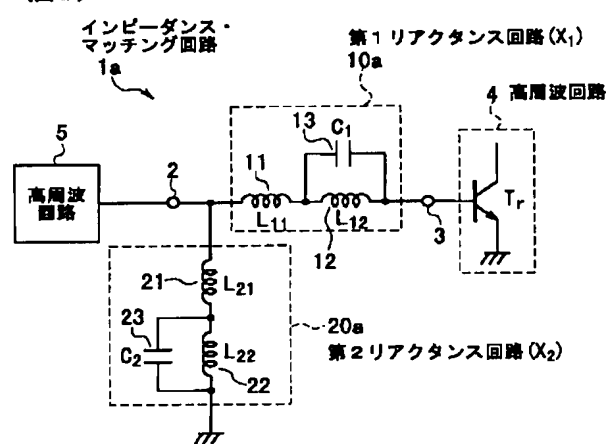 インピーダンス・
マッチング回路
1a
第1リアクタンス回路(X₁)
10a
4 高周波回路
5
高周波
回路
2
13
C₁
11
L₁₁
L₁₂
12
3
Tr
21
L₂₁
23
C₂
L₂₂
22
20a
第2リアクタンス回路(X₂)